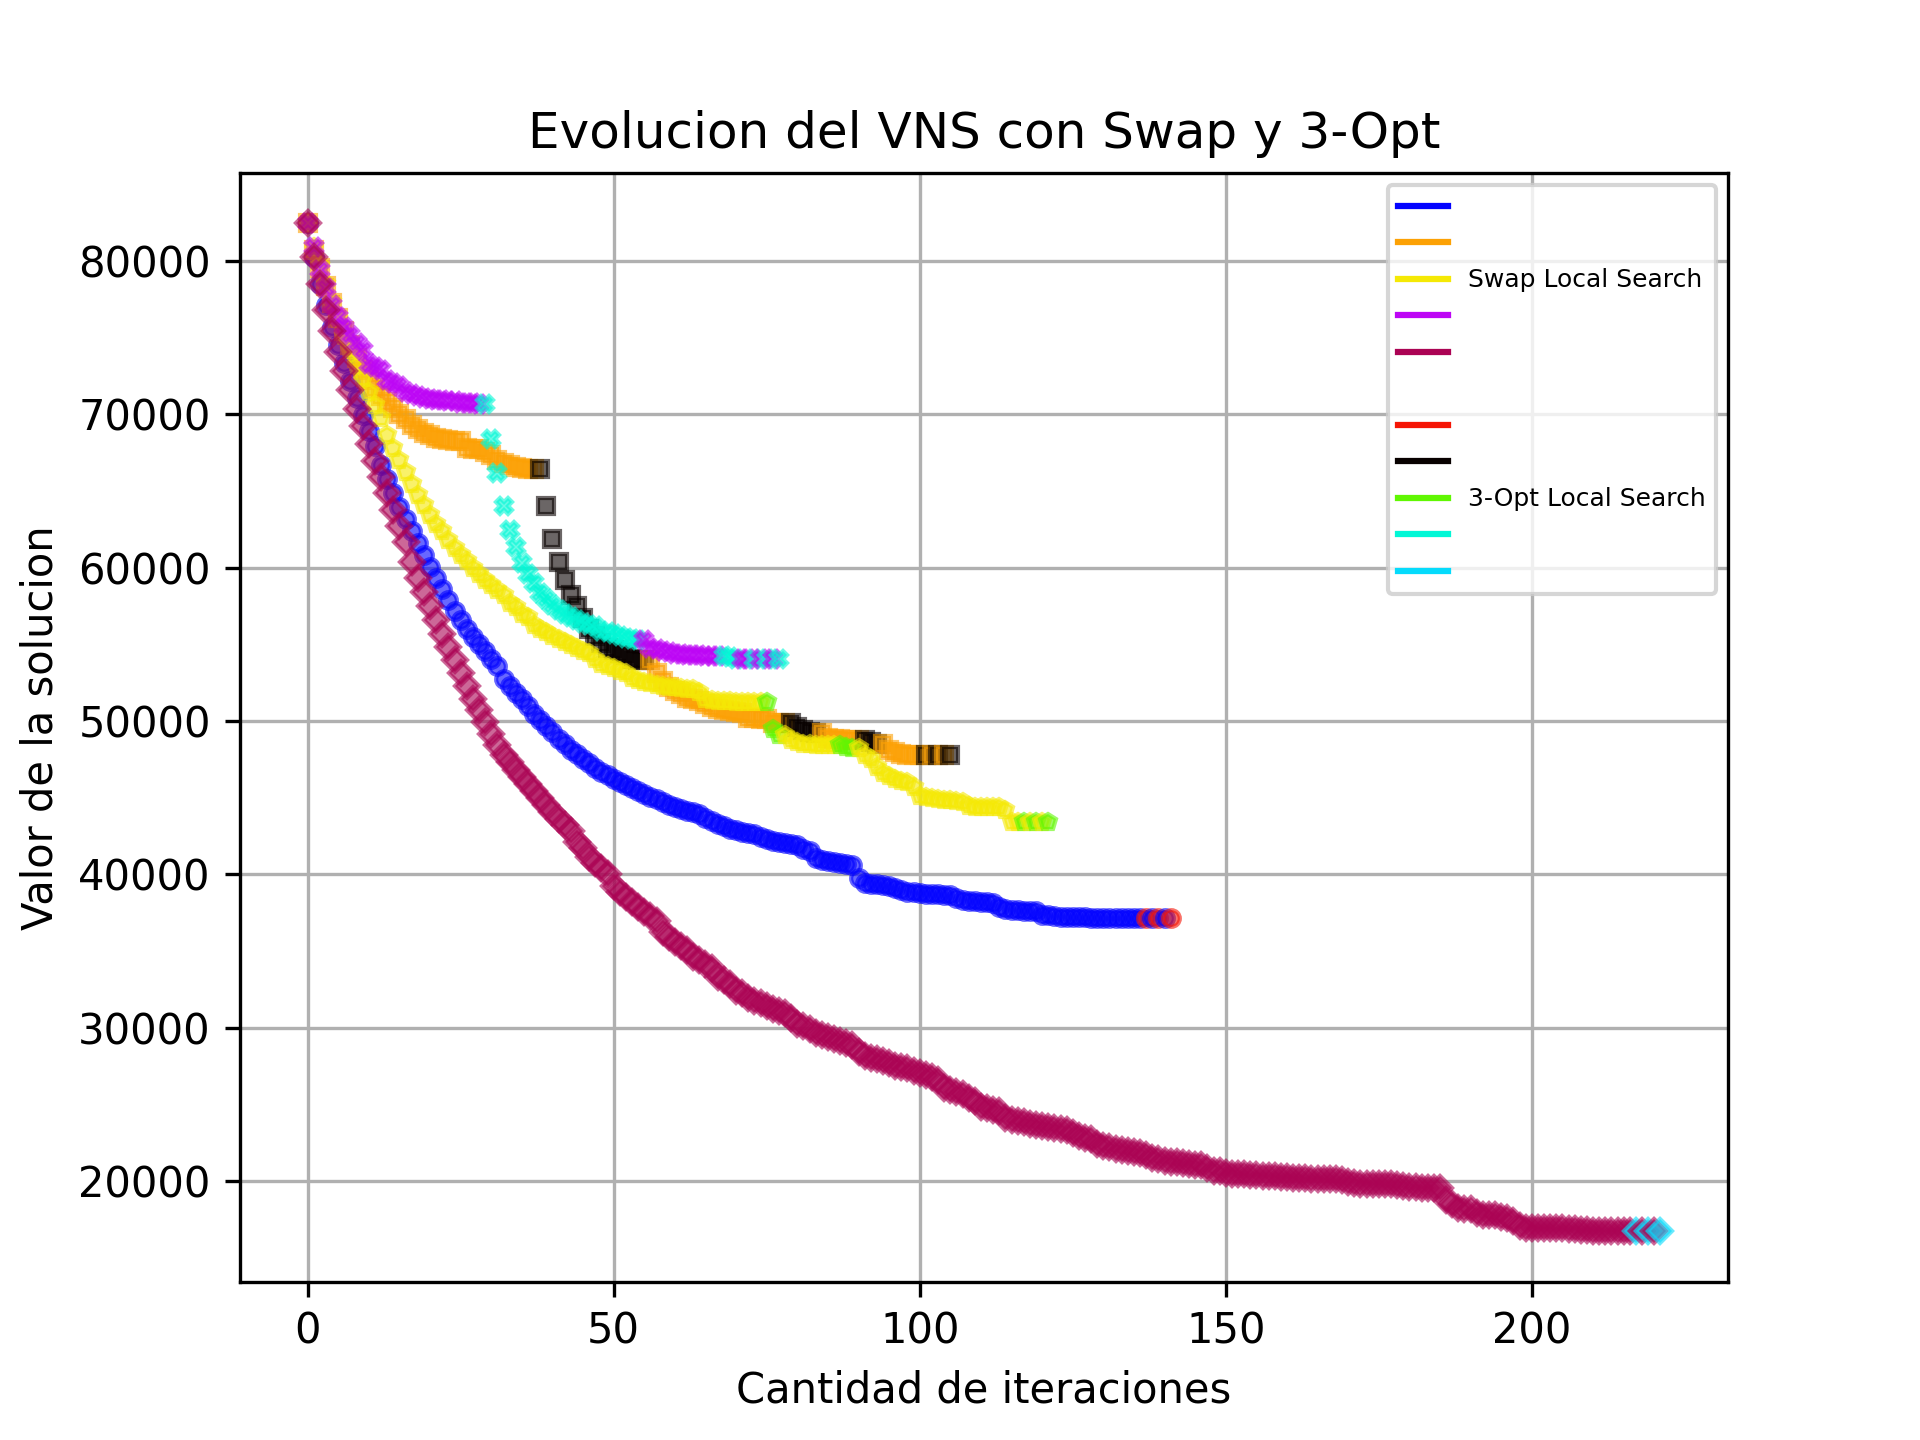 Evolucion del VNS con Swap y 3-Opt
Swap Local Search
3-Opt Local Search
Valor de la solucion
80000
70000
60000
50000
40000
30000
20000
0 50 100 150 200
Cantidad de iteraciones